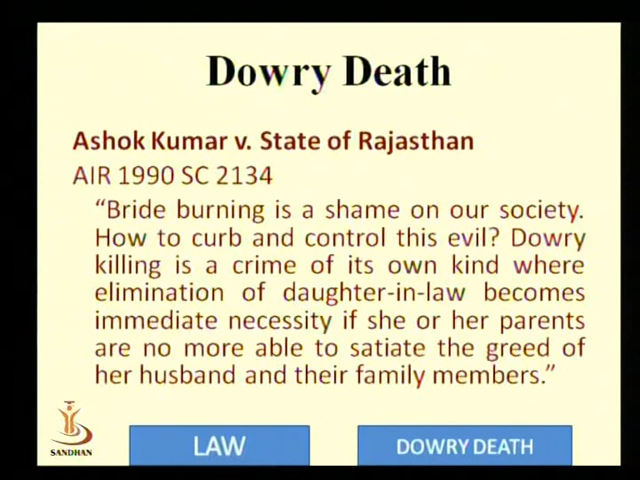 Dowry Death
Ashok Kumar v. State of Rajasthan
AIR 1990 SC 2134
“Bride burning is a shame on our society.
How to curb and control this evil? Dowry
killing is a crime of its own kind where
elimination of daughter-in-law becomes
immediate necessity if she or her parents
are no more able to satiate the greed of
her husband and their family members.”
SANDHAN
LAW
DOWRY DEATH